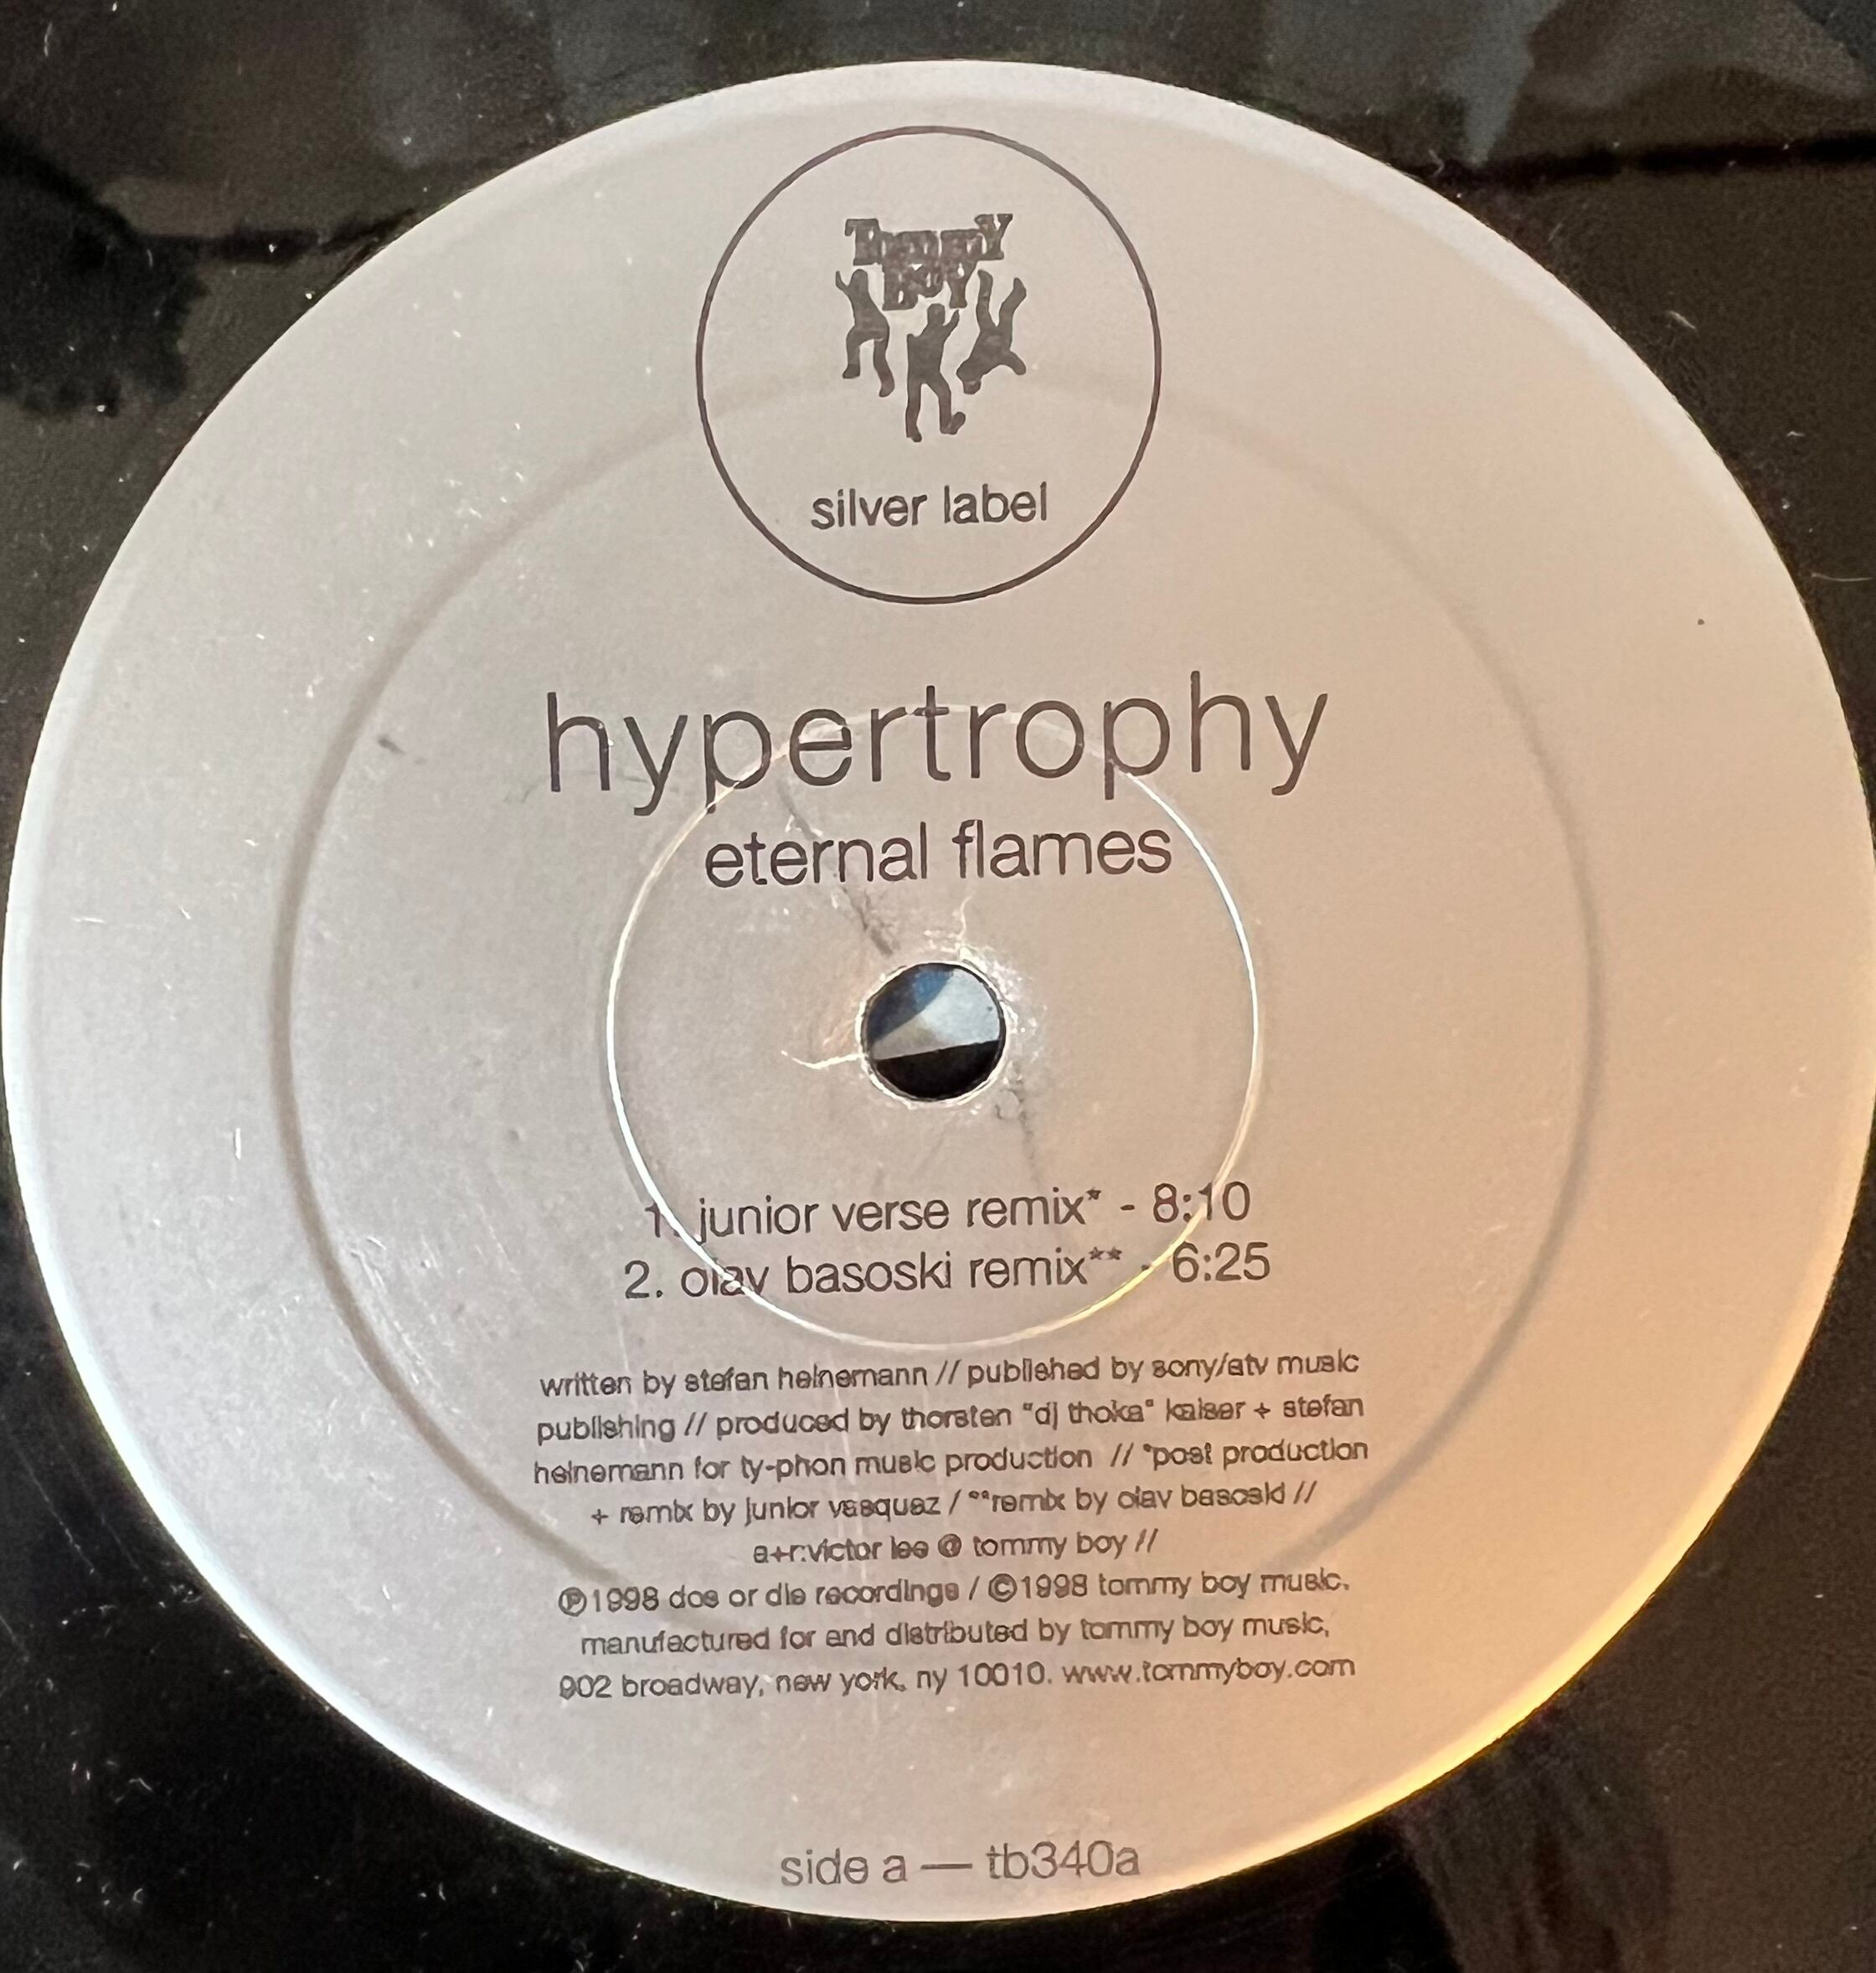 Tommy
Boy
silver label
hypertrophy
eternal flames
1. junior verse remix* - 8:10
2. olav basoski remix** - 6:25
written by stefan heinemann // published by sony/atv music
publishing // produced by thorsten "dj thoka" kaiser + stefan
heinemann for ty-phon music production // *post production
+ remix by junior vasquez / **remix by olav basoski //
a+r:victor lee @ tommy boy //
℗1998 dos or die recordings / ©1998 tommy boy music.
manufactured for and distributed by tommy boy music,
902 broadway, new york, ny 10010. www.tommyboy.com
side a — tb340a